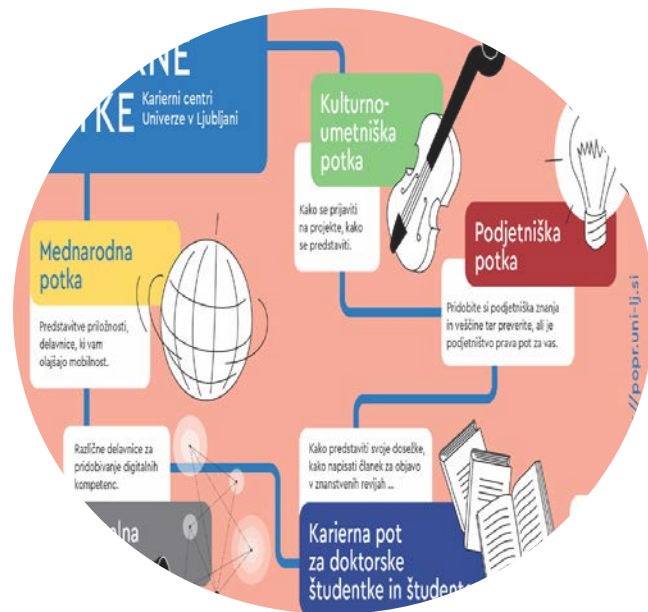 Karierni centri
Univerze v Ljubljani
Kulturno-
umetniška
potka
Kako se prijaviti
na projekte, kako
se predstaviti.
Podjetniška
potka
Pridobite si podjetniška znanja
in veščine ter preverite, ali je
podjetništvo prava pot za vas.
Mednarodna
potka
Predstavitve priložnosti,
delavnice, ki vam
olajšajo mobilnost.
Različne delavnice za
pridobivanje digitalnih
kompetenc.
Kako predstaviti svoje dosežke,
kako napisati članek za objavo
v znanstvenih revijah ...
Karierna pot
za doktorske
študentke in študente
//popr.uni-lj.si